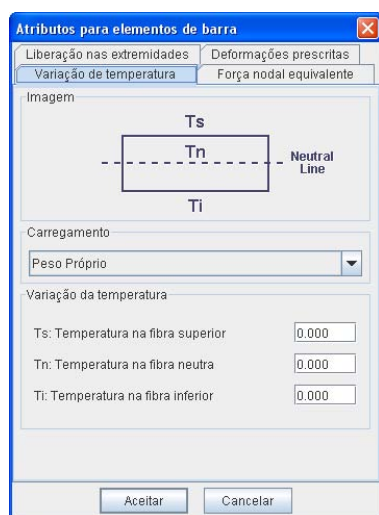 Atributos para elementos de barra
Liberação nas extremidades Deformações prescritas
Variação de temperatura Força nodal equivalente
Imagem
Ts
Tn
Neutral
Line
Ti
Carregamento
Peso Próprio
Variação da temperatura
Ts: Temperatura na fibra superior 0.000
Tn: Temperatura na fibra neutra 0.000
Ti: Temperatura na fibra inferior 0.000
Aceitar Cancelar